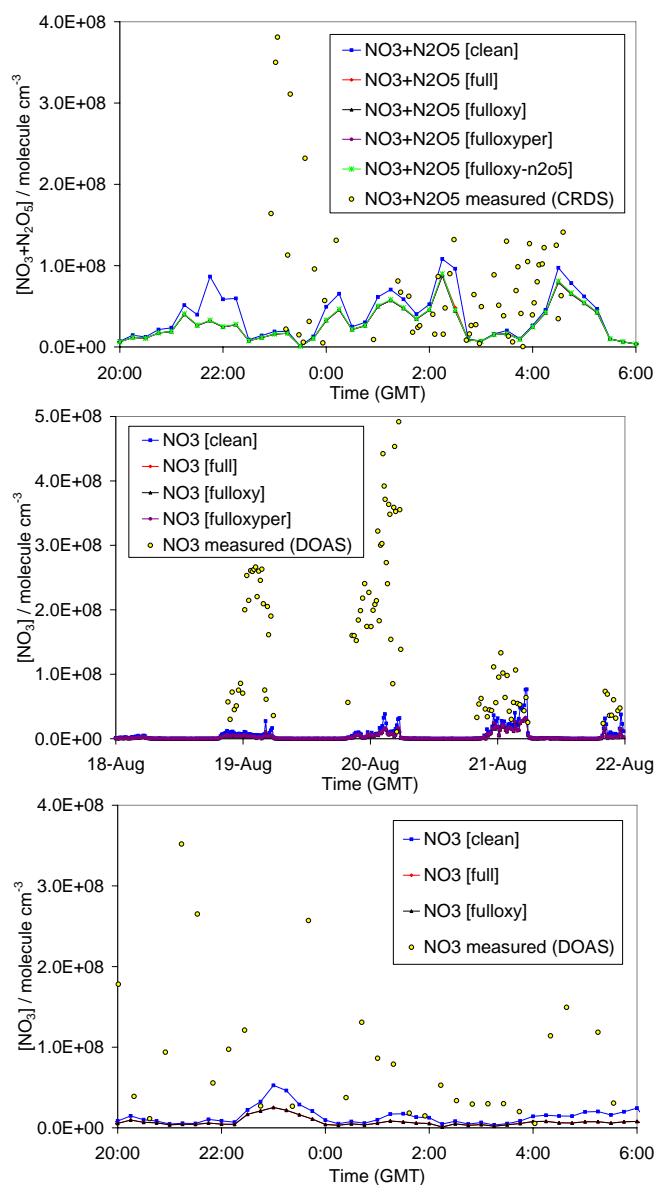 4.0E+08
3.0E+08
2.0E+08
1.0E+08
0.0E+00
[NO3+N2O5] / molecule cm-3
NO3+N2O5 [clean]
NO3+N2O5 [full]
NO3+N2O5 [fulloxy]
NO3+N2O5 [fulloxyper]
NO3+N2O5 [fulloxy-n2o5]
NO3+N2O5 measured (CRDS)
20:00 22:00 0:00 2:00 4:00 6:00
Time (GMT)
5.0E+08
4.0E+08
3.0E+08
2.0E+08
1.0E+08
0.0E+00
[NO3] / molecule cm-3
NO3 [clean]
NO3 [full]
NO3 [fulloxy]
NO3 [fulloxyper]
NO3 measured (DOAS)
18-Aug 19-Aug 20-Aug 21-Aug 22-Aug
Time (GMT)
4.0E+08
3.0E+08
2.0E+08
1.0E+08
0.0E+00
[NO3] / molecule cm-3
NO3 [clean]
NO3 [full]
NO3 [fulloxy]
NO3 measured (DOAS)
20:00 22:00 0:00 2:00 4:00 6:00
Time (GMT)